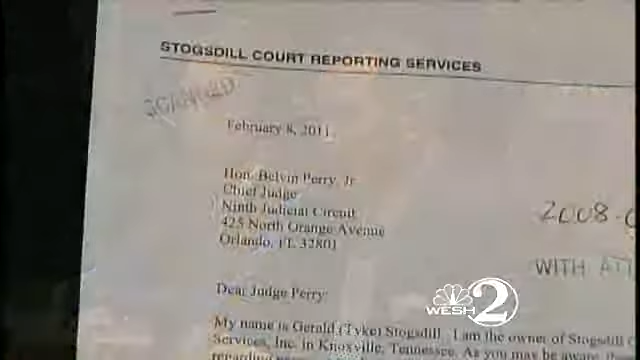 STOGSDILL COURT REPORTING SERVICES
SCANNED
February 8, 2011
Hon. Belvin Perry, Jr
Chief Judge
Ninth Judicial Circuit
425 North Orange Avenue
Orlando, FL 32801
2008-
WITH ATT
Dear Judge Perry:
My name is Gerald (Tyke) Stogsdill. I am the owner of Stogsdill
Services, Inc. in Knoxville, Tennessee. As you may be aware,
regarding
WESH 2